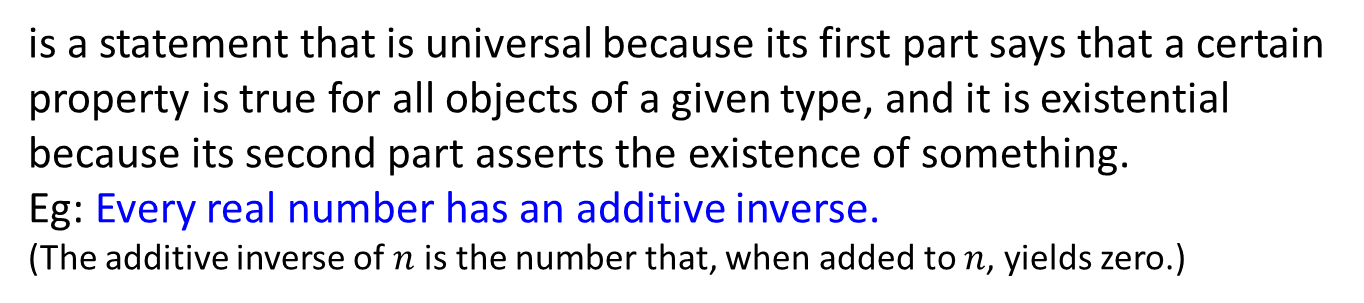 is a statement that is universal because its first part says that a certain
property is true for all objects of a given type, and it is existential
because its second part asserts the existence of something.
Eg: Every real number has an additive inverse.
(The additive inverse of n is the number that, when added to n, yields zero.)